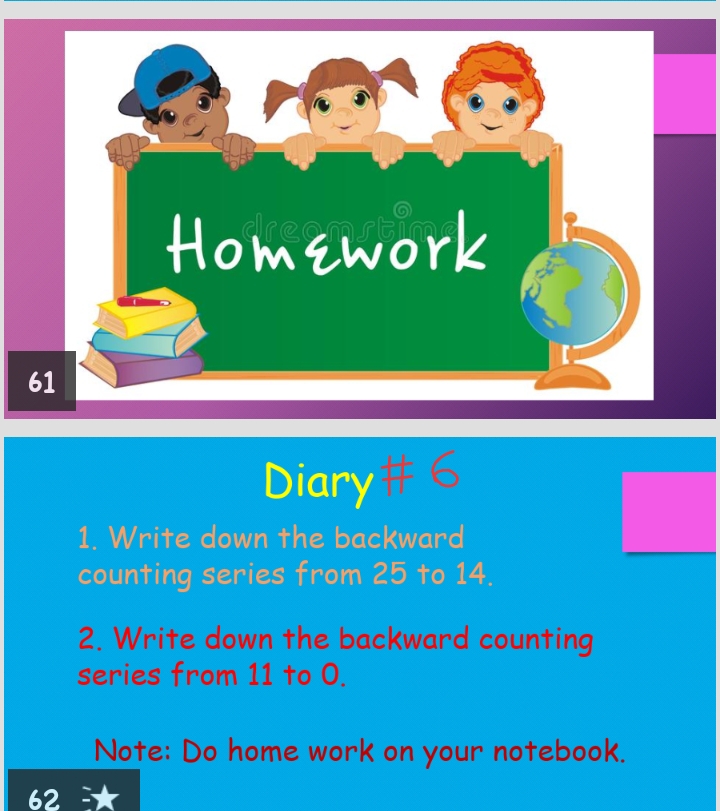 dreamstime
Homework
61
Diary # 6
1. Write down the backward
counting series from 25 to 14.
2. Write down the backward counting
series from 11 to 0.
Note: Do home work on your notebook.
62